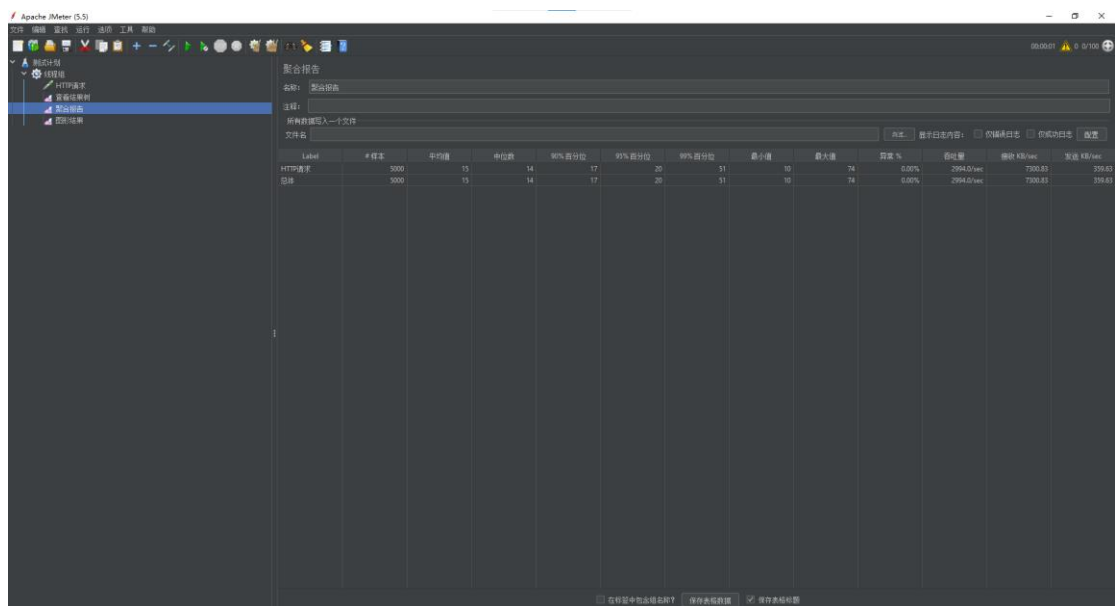 Apache JMeter (5.5)
文件 编辑 查找 运行 选项 工具 帮助
00:00:01 0 0/100
测试计划
线程组
HTTP请求
查看结果树
聚合报告
图形结果
聚合报告
名称: 聚合报告
注释:
所有数据写入一个文件
文件名 浏览... 显示日志内容: 仅错误日志 仅成功日志 配置
Label # 样本 平均值 中位数 90% 百分位 95% 百分位 99% 百分位 最小值 最大值 异常 % 吞吐量 接收 KB/sec 发送 KB/sec
HTTP请求 5000 15 14 17 20 51 10 74 0.00% 2994.0/sec 7300.83 359.63
总体 5000 15 14 17 20 51 10 74 0.00% 2994.0/sec 7300.83 359.63
在标签中包含组名称? 保存表格数据 保存表格标题